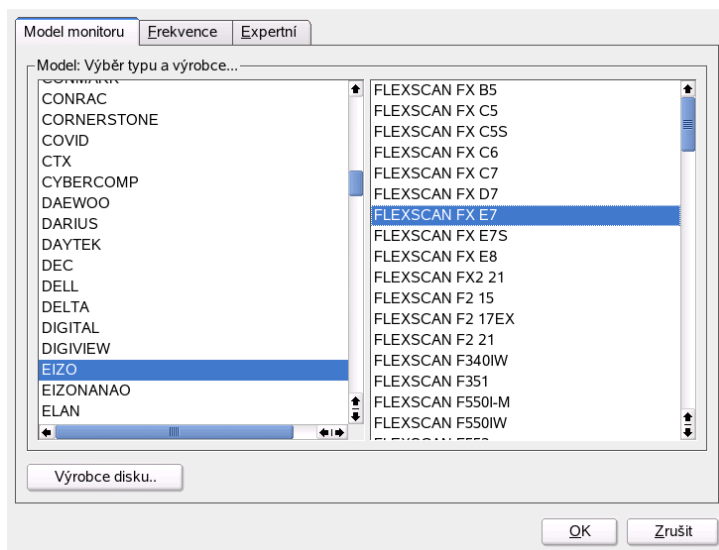 Model monitoru
Frekvence
Expertní
Model: Výběr typu a výrobce...
CONMARK
CONRAC
CORNERSTONE
COVID
CTX
CYBERCOMP
DAEWOO
DARIUS
DAYTEK
DEC
DELL
DELTA
DIGITAL
DIGIVIEW
EIZO
EIZONANAO
ELAN
FLEXSCAN FX B5
FLEXSCAN FX C5
FLEXSCAN FX C5S
FLEXSCAN FX C6
FLEXSCAN FX C7
FLEXSCAN FX D7
FLEXSCAN FX E7
FLEXSCAN FX E7S
FLEXSCAN FX E8
FLEXSCAN FX2 21
FLEXSCAN F2 15
FLEXSCAN F2 17EX
FLEXSCAN F2 21
FLEXSCAN F340IW
FLEXSCAN F351
FLEXSCAN F550I-M
FLEXSCAN F550IW
Výrobce disku..
OK
Zrušit